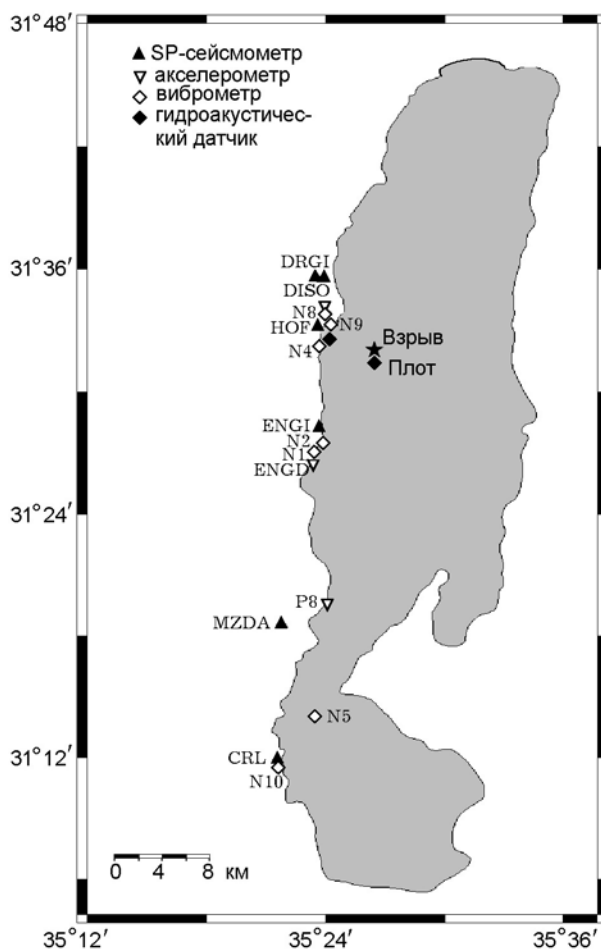 31°48′
SP-сейсмометр
акселерометр
виброметр
гидроакустичес-
кий датчик
31°36′
DRGI
DISO
N8
HOF
N9
N4
Взрыв
Плот
ENGI
N2
N1
ENGD
31°24′
P8
MZDA
N5
31°12′
CRL
N10
0 4 8 км
35°12′ 35°24′ 35°36′